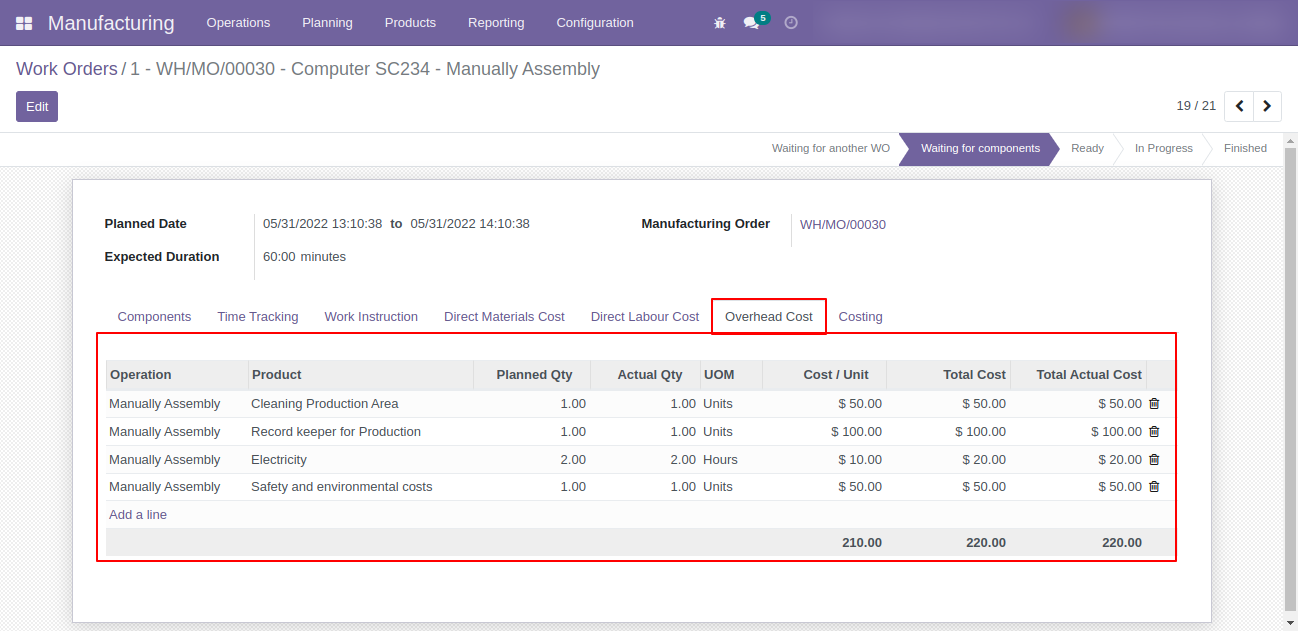 Manufacturing Operations Planning Products Reporting Configuration 5
Work Orders / 1 - WH/MO/00030 - Computer SC234 - Manually Assembly
Edit 19 / 21
Waiting for another WO Waiting for components Ready In Progress Finished
Planned Date 05/31/2022 13:10:38 to 05/31/2022 14:10:38 Manufacturing Order WH/MO/00030
Expected Duration 60:00 minutes
Components Time Tracking Work Instruction Direct Materials Cost Direct Labour Cost Overhead Cost Costing
Operation Product Planned Qty Actual Qty UOM Cost / Unit Total Cost Total Actual Cost
Manually Assembly Cleaning Production Area 1.00 1.00 Units $ 50.00 $ 50.00 $ 50.00
Manually Assembly Record keeper for Production 1.00 1.00 Units $ 100.00 $ 100.00 $ 100.00
Manually Assembly Electricity 2.00 2.00 Hours $ 10.00 $ 20.00 $ 20.00
Manually Assembly Safety and environmental costs 1.00 1.00 Units $ 50.00 $ 50.00 $ 50.00
Add a line
210.00 220.00 220.00